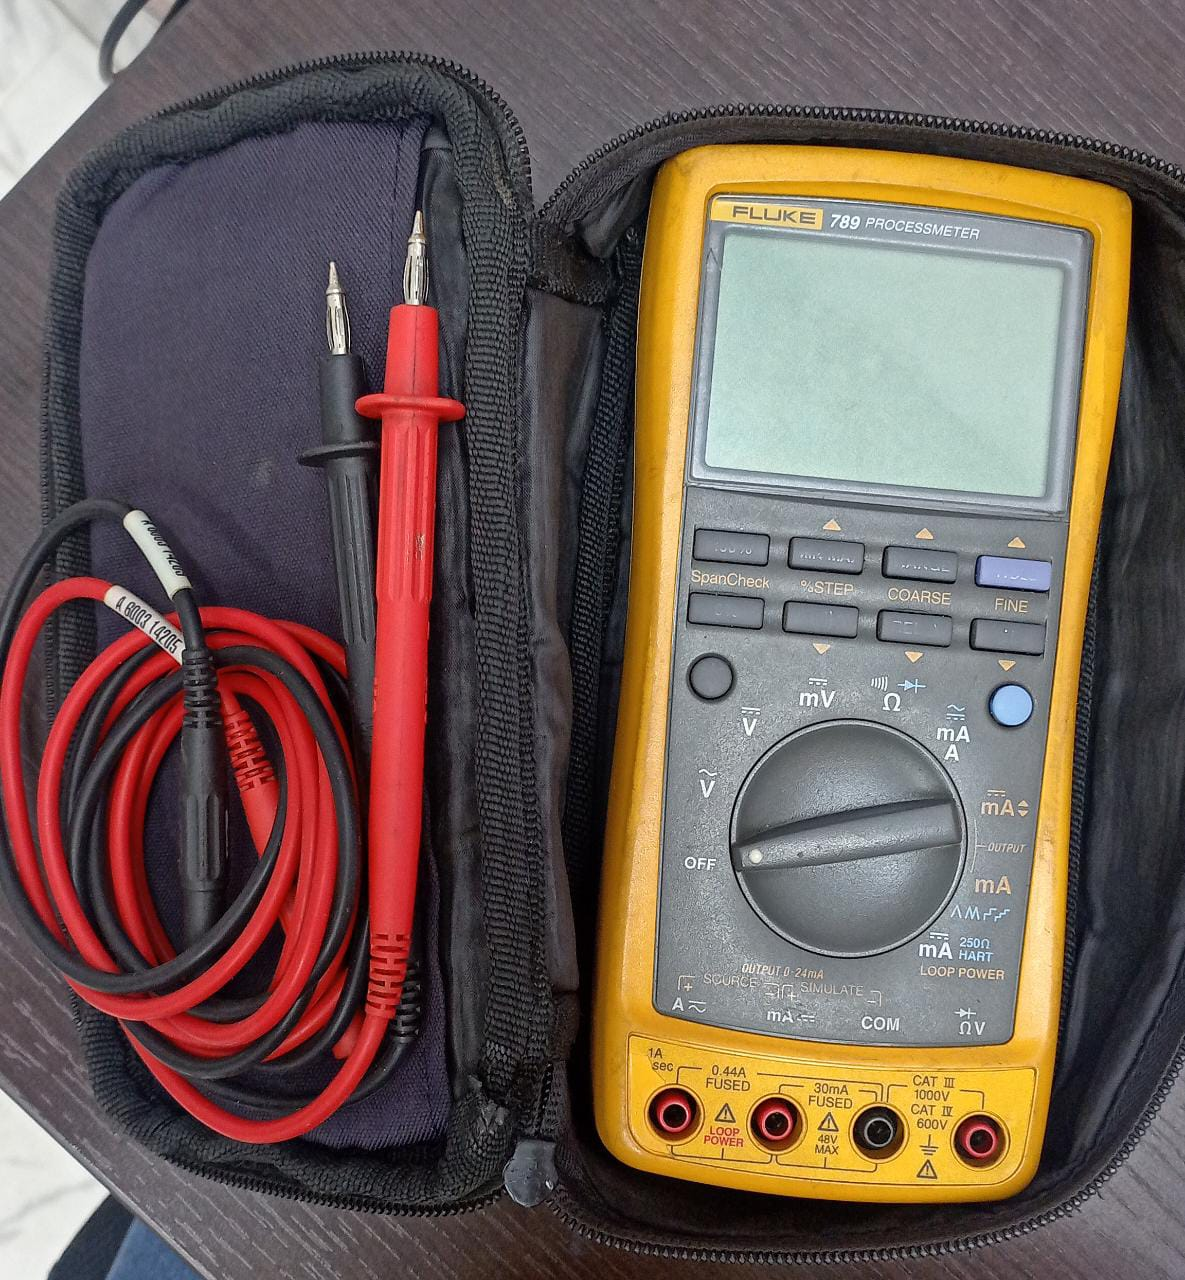 FLUKE 789 PROCESSMETER
SpanCheck %STEP COARSE FINE
mV
Ω
V
mA
A
V
mA
OFF
OUTPUT
mA
mA 250Ω HART
LOOP POWER
OUTPUT 0-24mA
SOURCE SIMULATE
A mA COM ΩV
1A sec
0.44A FUSED
30mA FUSED
CAT III 1000V
CAT IV 600V
LOOP POWER
48V MAX
A 6003 14205